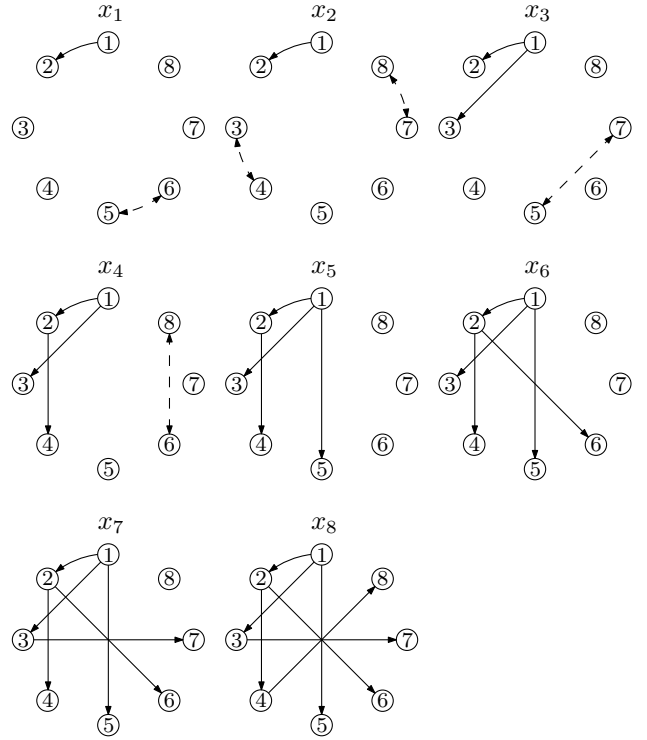 x₁ x₂ x₃
1 1 1
2 8 2 8 2 8
3 7 3 7 3 7
4 6 4 6 4 6
5 5 5
x₄ x₅ x₆
1 1 1
2 8 2 8 2 8
3 7 3 7 3 7
4 6 4 6 4 6
5 5 5
x₇ x₈
1 1
2 8 2 8
3 7 3 7
4 6 4 6
5 5